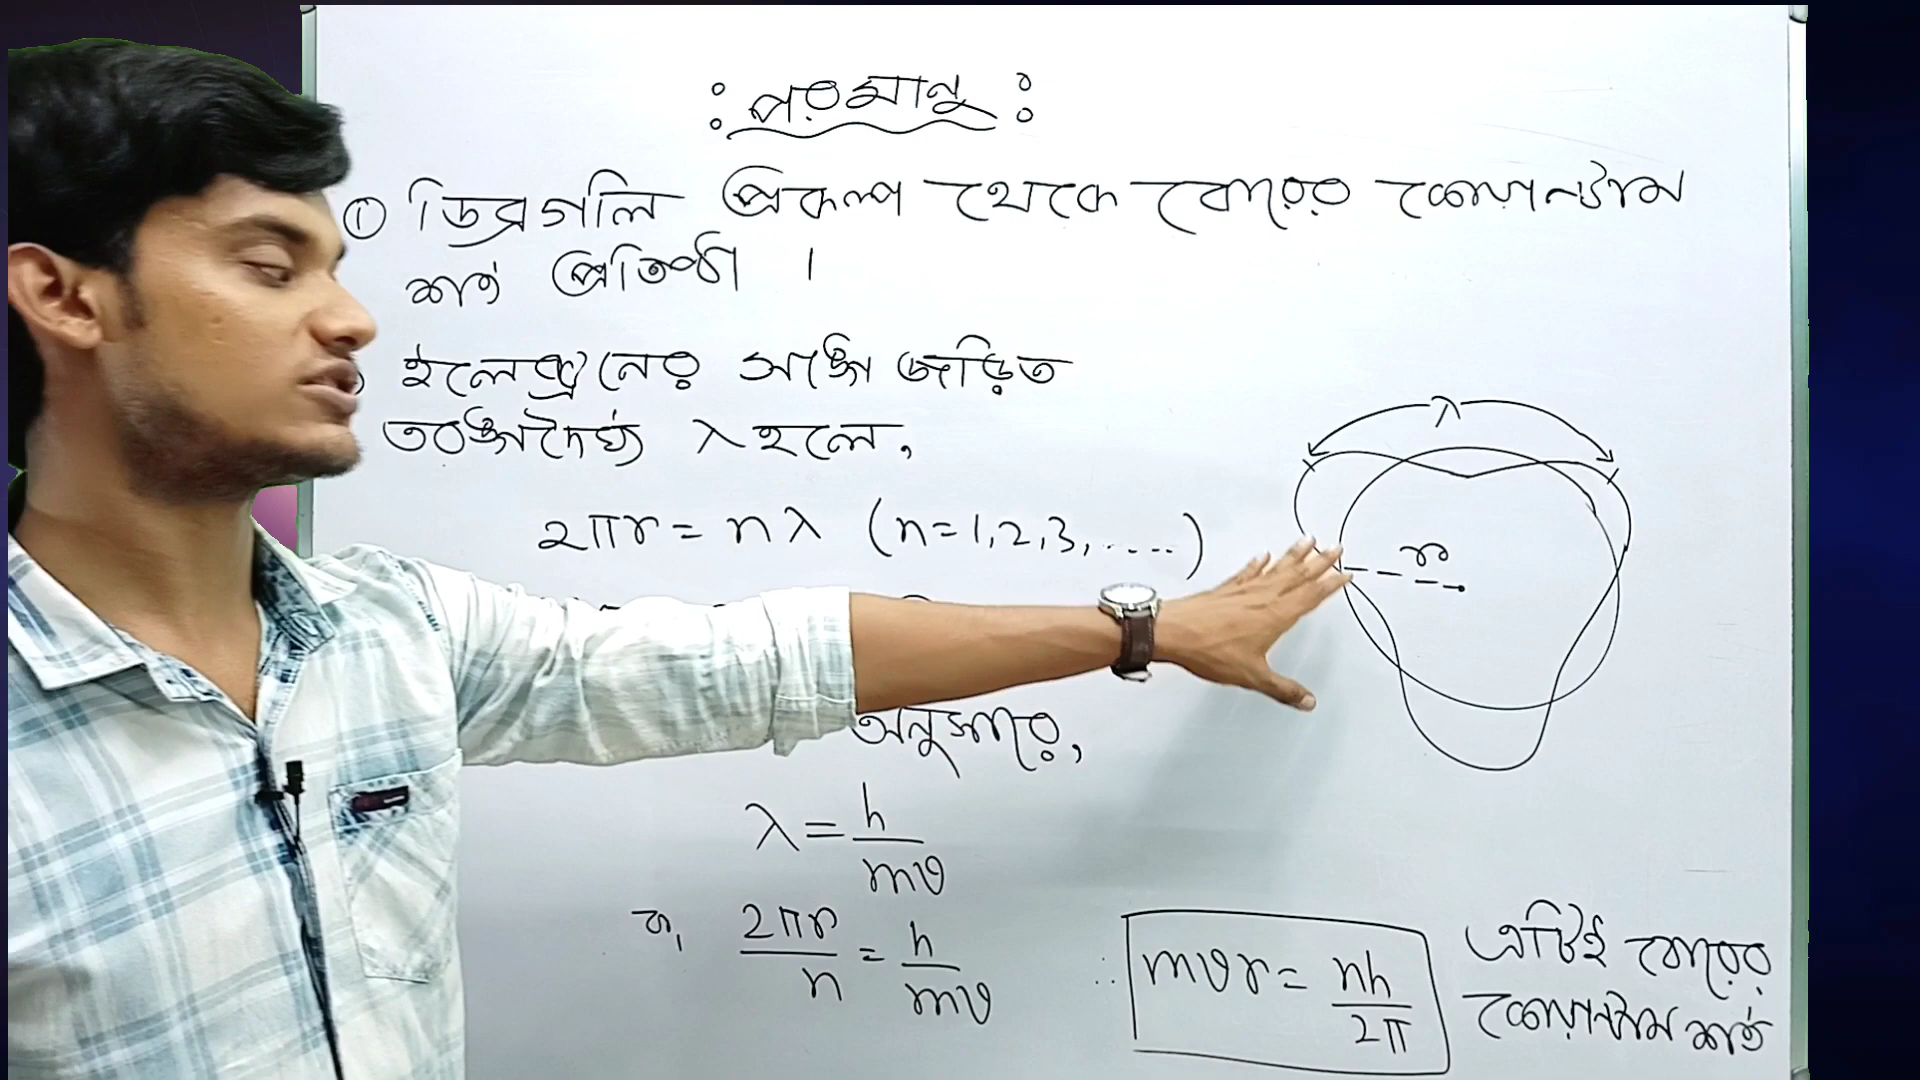 : পরমানু :
① ডিব্রগলি প্রকল্প থেকে বোরের কোয়ান্টাম
শর্ত প্রতিষ্ঠা ।
ইলেকট্রনের সঙ্গে জড়িত
তরঙ্গদৈর্ঘ্য λ হলে,
2πr = nλ (n=1,2,3,.....)
λ
r
অনুসারে,
λ = h/mv
বা, 2πr/n = h/mv
∴ mvr = nh/2π
এটিই বোরের
কোয়ান্টাম শর্ত